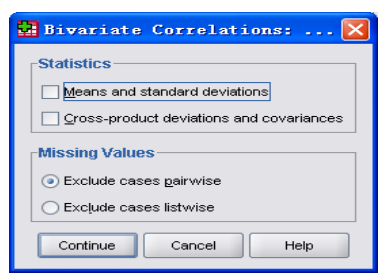 Bivariate Correlations: ...
Statistics
Means and standard deviations
Cross-product deviations and covariances
Missing Values
Exclude cases pairwise
Exclude cases listwise
Continue Cancel Help